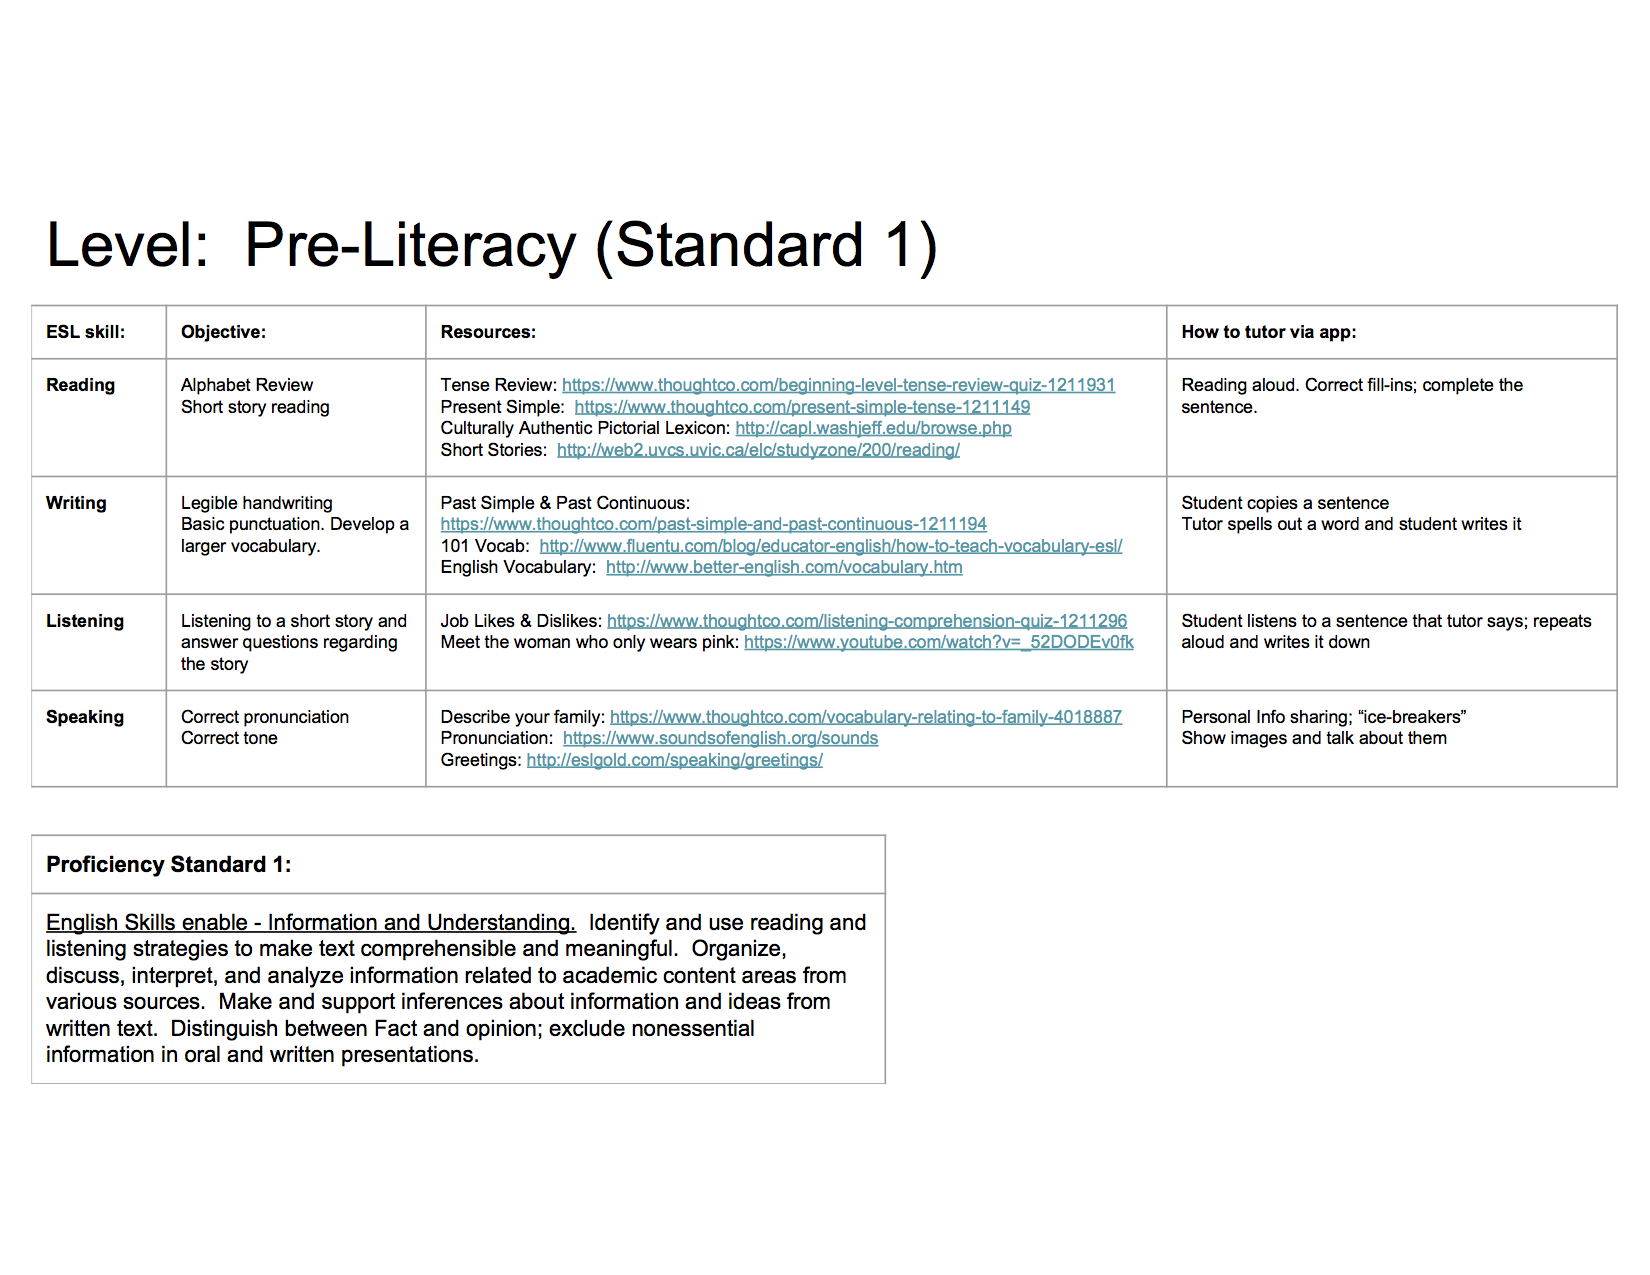 Level:  Pre-Literacy (Standard 1)
ESL skill:
Objective:
Resources:
How to tutor via app:
Reading
Alphabet Review
Short story reading
Tense Review: https://www.thoughtco.com/beginning-level-tense-review-quiz-1211931
Present Simple:  https://www.thoughtco.com/present-simple-tense-1211149
Culturally Authentic Pictorial Lexicon: http://capl.washjeff.edu/browse.php
Short Stories:  http://web2.uvcs.uvic.ca/elc/studyzone/200/reading/
Reading aloud. Correct fill-ins; complete the
sentence.
Writing
Legible handwriting
Basic punctuation. Develop a
larger vocabulary.
Past Simple & Past Continuous:
https://www.thoughtco.com/past-simple-and-past-continuous-1211194
101 Vocab:  http://www.fluentu.com/blog/educator-english/how-to-teach-vocabulary-esl/
English Vocabulary:  http://www.better-english.com/vocabulary.htm
Student copies a sentence
Tutor spells out a word and student writes it
Listening
Listening to a short story and
answer questions regarding
the story
Job Likes & Dislikes: https://www.thoughtco.com/listening-comprehension-quiz-1211296
Meet the woman who only wears pink: https://www.youtube.com/watch?v=_52DODEv0fk
Student listens to a sentence that tutor says; repeats
aloud and writes it down
Speaking
Correct pronunciation
Correct tone
Describe your family: https://www.thoughtco.com/vocabulary-relating-to-family-4018887
Pronunciation:  https://www.soundsofenglish.org/sounds
Greetings: http://eslgold.com/speaking/greetings/
Personal Info sharing; “ice-breakers”
Show images and talk about them
Proficiency Standard 1:
English Skills enable - Information and Understanding.  Identify and use reading and
listening strategies to make text comprehensible and meaningful.  Organize,
discuss, interpret, and analyze information related to academic content areas from
various sources.  Make and support inferences about information and ideas from
written text.  Distinguish between Fact and opinion; exclude nonessential
information in oral and written presentations.